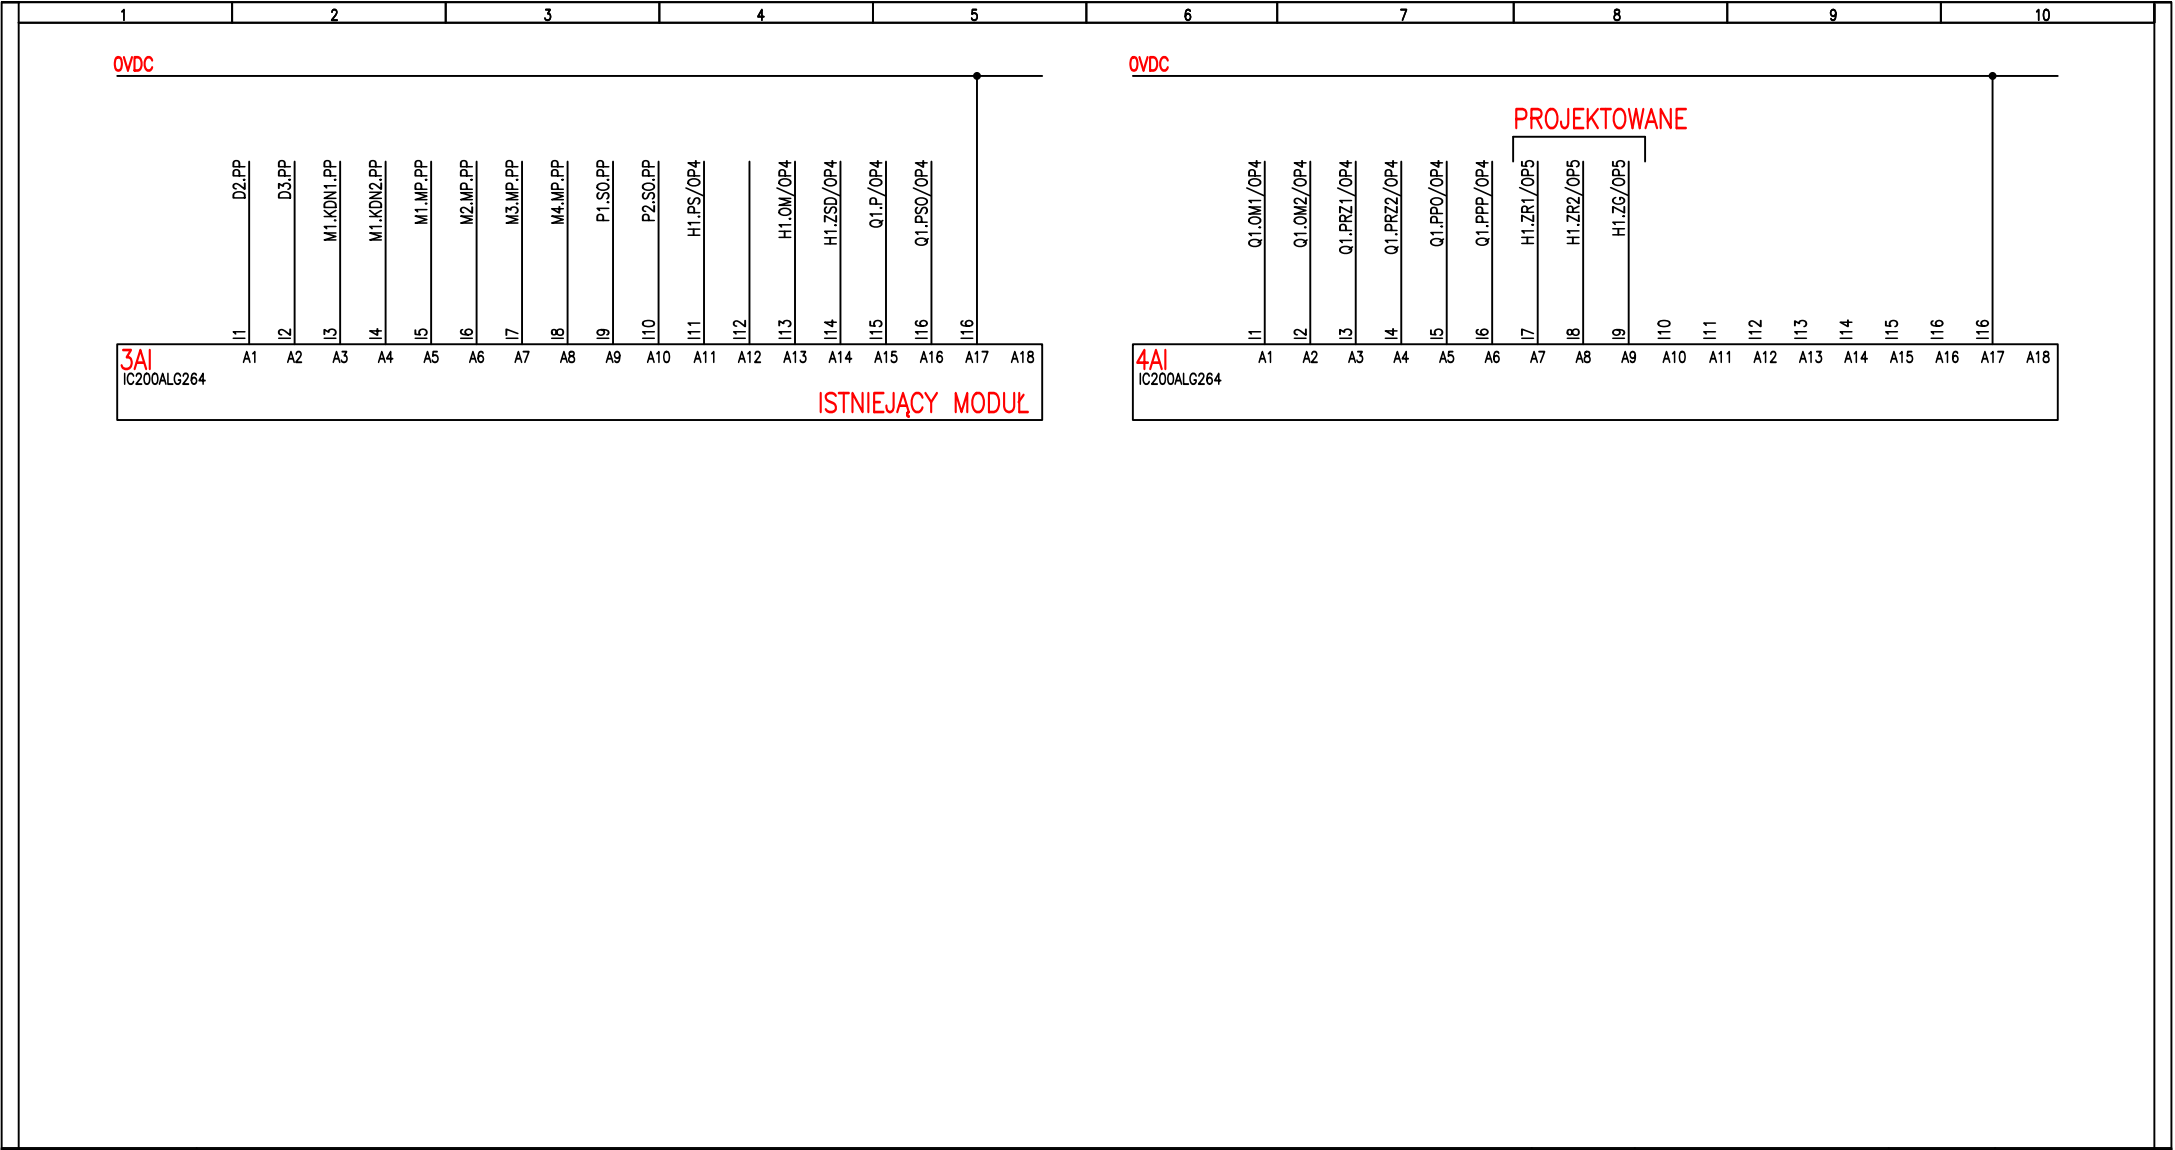 1 2 3 4 5 6 7 8 9 10
0VDC
D2.PP
D3.PP
M1.KDN1.PP
M1.KDN2.PP
M1.MP.PP
M2.MP.PP
M3.MP.PP
M4.MP.PP
P1.SO.PP
P2.SO.PP
H1.PS/OP4
H1.OM/OP4
H1.ZSD/OP4
Q1.P/OP4
Q1.PSO/OP4
I1 I2 I3 I4 I5 I6 I7 I8 I9 I10 I11 I12 I13 I14 I15 I16 I16
3AI
A1 A2 A3 A4 A5 A6 A7 A8 A9 A10 A11 A12 A13 A14 A15 A16 A17 A18
IC200ALG264
ISTNIEJĄCY MODUŁ
0VDC
PROJEKTOWANE
Q1.OM1/OP4
Q1.OM2/OP4
Q1.PRZ1/OP4
Q1.PRZ2/OP4
Q1.PPO/OP4
Q1.PPP/OP4
H1.ZR1/OP5
H1.ZR2/OP5
H1.ZG/OP5
I1 I2 I3 I4 I5 I6 I7 I8 I9 I10 I11 I12 I13 I14 I15 I16 I16
4AI
A1 A2 A3 A4 A5 A6 A7 A8 A9 A10 A11 A12 A13 A14 A15 A16 A17 A18
IC200ALG264